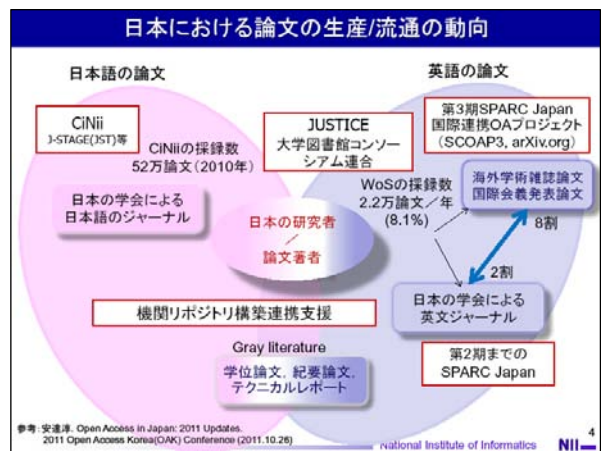 日本における論文の生産/流通の動向
日本語の論文
英語の論文
CiNii
J-STAGE(JST)等
CiNiiの採録数
52万論文(2010年)
JUSTICE
大学図書館コンソー
シアム連合
第3期SPARC Japan
国際連携OAプロジェクト
(SCOAP3, arXiv.org)
日本の学会による
日本語のジャーナル
日本の研究者
/
論文著者
WoSの採録数
2.2万論文/年
(8.1%)
海外学術雑誌論文
国際会議発表論文
8割
2割
日本の学会による
英文ジャーナル
機関リポジトリ構築連携支援
Gray literature
学位論文, 紀要論文,
テクニカルレポート
第2期までの
SPARC Japan
参考:安達淳. Open Access in Japan: 2011 Updates.
2011 Open Access Korea(OAK) Conference (2011.10.26)
4
National Institute of Informatics
NII